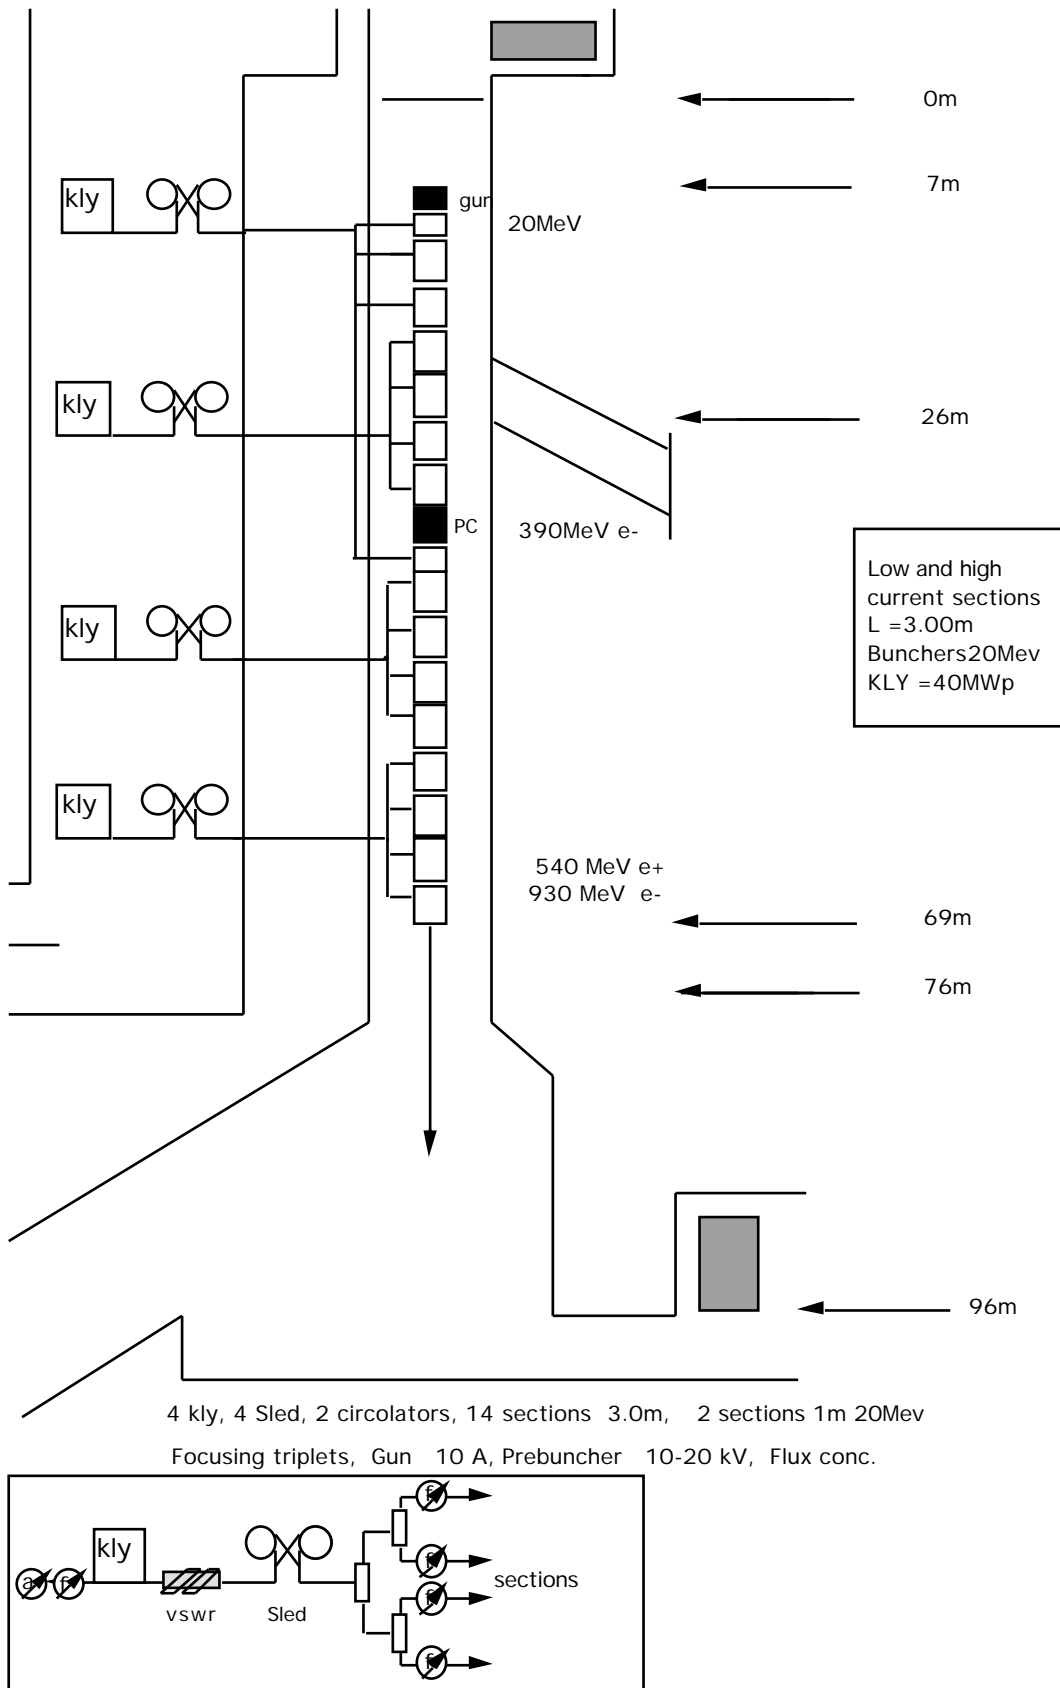 0m
7m
kly
gun
20MeV
kly
26m
PC
390MeV e-
Low and high
current sections
L =3.00m
Bunchers20Mev
KLY =40MWp
kly
kly
540 MeV e+
930 MeV e-
69m
76m
96m
4 kly, 4 Sled, 2 circolators, 14 sections 3.0m, 2 sections 1m 20Mev
Focusing triplets, Gun 10 A, Prebuncher 10-20 kV, Flux conc.
f
kly
a
f
f
sections
f
vswr
Sled
f